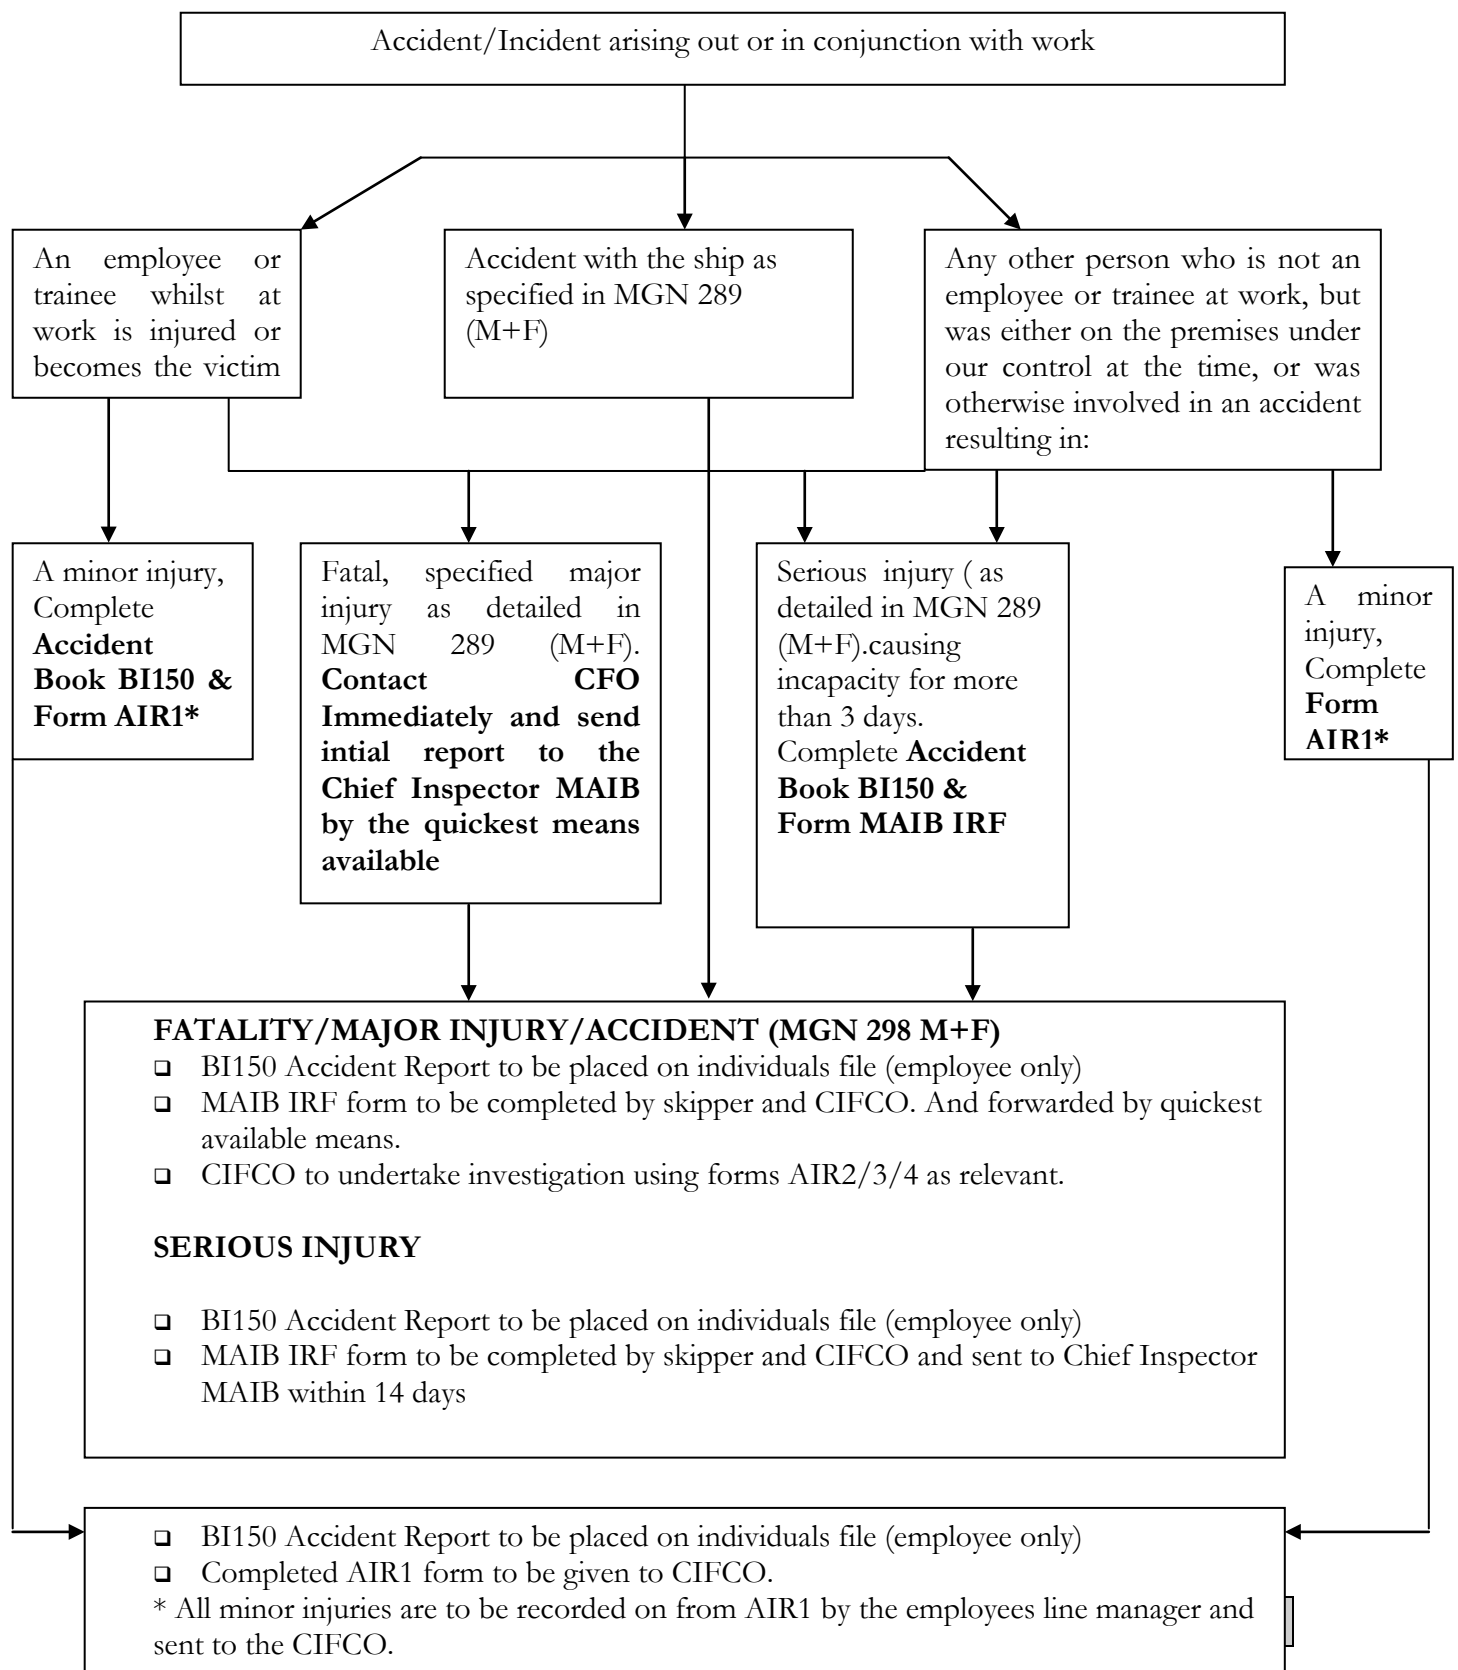 Accident/Incident arising out or in conjunction with work
An employee or
trainee whilst at
work is injured or
becomes the victim
Accident with the ship as
specified in MGN 289
(M+F)
Any other person who is not an
employee or trainee at work, but
was either on the premises under
our control at the time, or was
otherwise involved in an accident
resulting in:
A minor injury,
Complete
Accident
Book BI150 &
Form AIR1*
Fatal, specified major
injury as detailed in
MGN 289 (M+F).
Contact CFO
Immediately and send
intial report to the
Chief Inspector MAIB
by the quickest means
available
Serious injury ( as
detailed in MGN 289
(M+F).causing
incapacity for more
than 3 days.
Complete Accident
Book BI150 &
Form MAIB IRF
A minor
injury,
Complete
Form
AIR1*
FATALITY/MAJOR INJURY/ACCIDENT (MGN 298 M+F)
❑ BI150 Accident Report to be placed on individuals file (employee only)
❑ MAIB IRF form to be completed by skipper and CIFCO. And forwarded by quickest
available means.
❑ CIFCO to undertake investigation using forms AIR2/3/4 as relevant.
SERIOUS INJURY
❑ BI150 Accident Report to be placed on individuals file (employee only)
❑ MAIB IRF form to be completed by skipper and CIFCO and sent to Chief Inspector
MAIB within 14 days
❑ BI150 Accident Report to be placed on individuals file (employee only)
❑ Completed AIR1 form to be given to CIFCO.
* All minor injuries are to be recorded on from AIR1 by the employees line manager and
sent to the CIFCO.